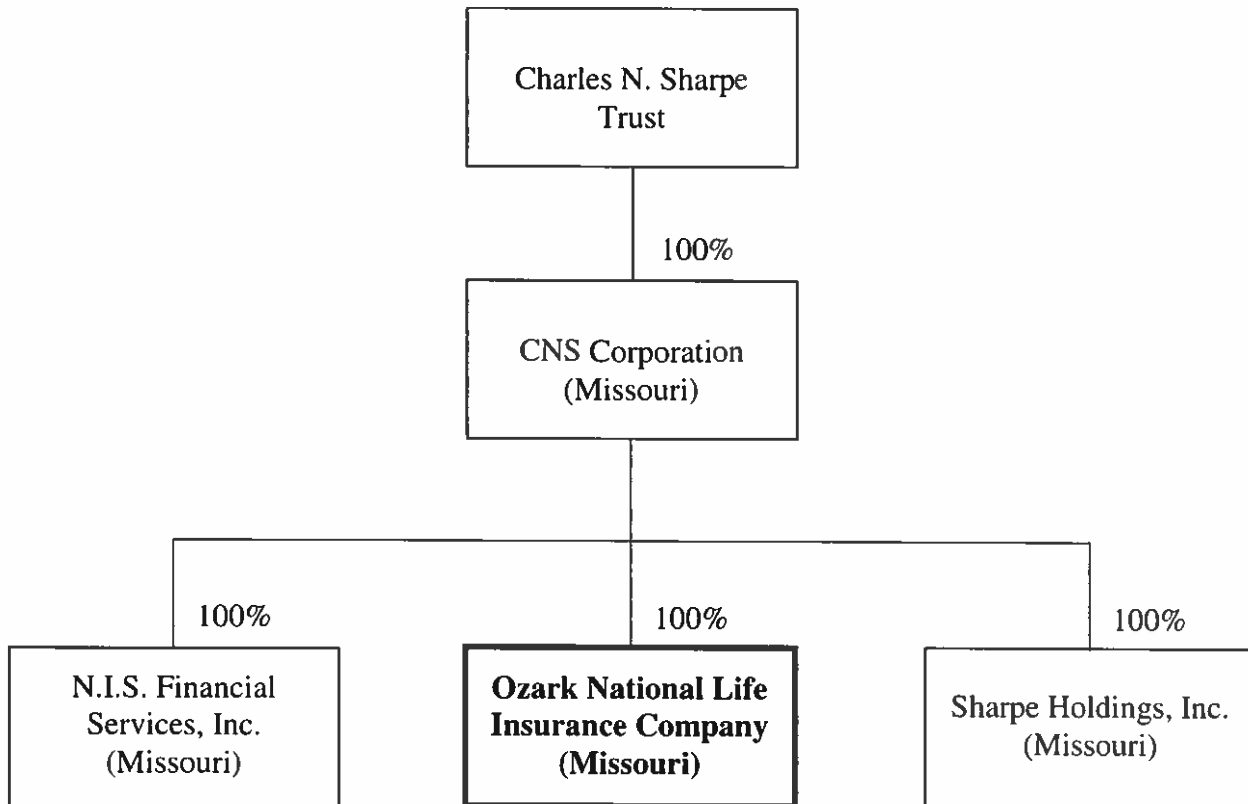 Charles N. Sharpe
Trust
100%
CNS Corporation
(Missouri)
100%
100%
100%
N.I.S. Financial
Services, Inc.
(Missouri)
Ozark National Life
Insurance Company
(Missouri)
Sharpe Holdings, Inc.
(Missouri)